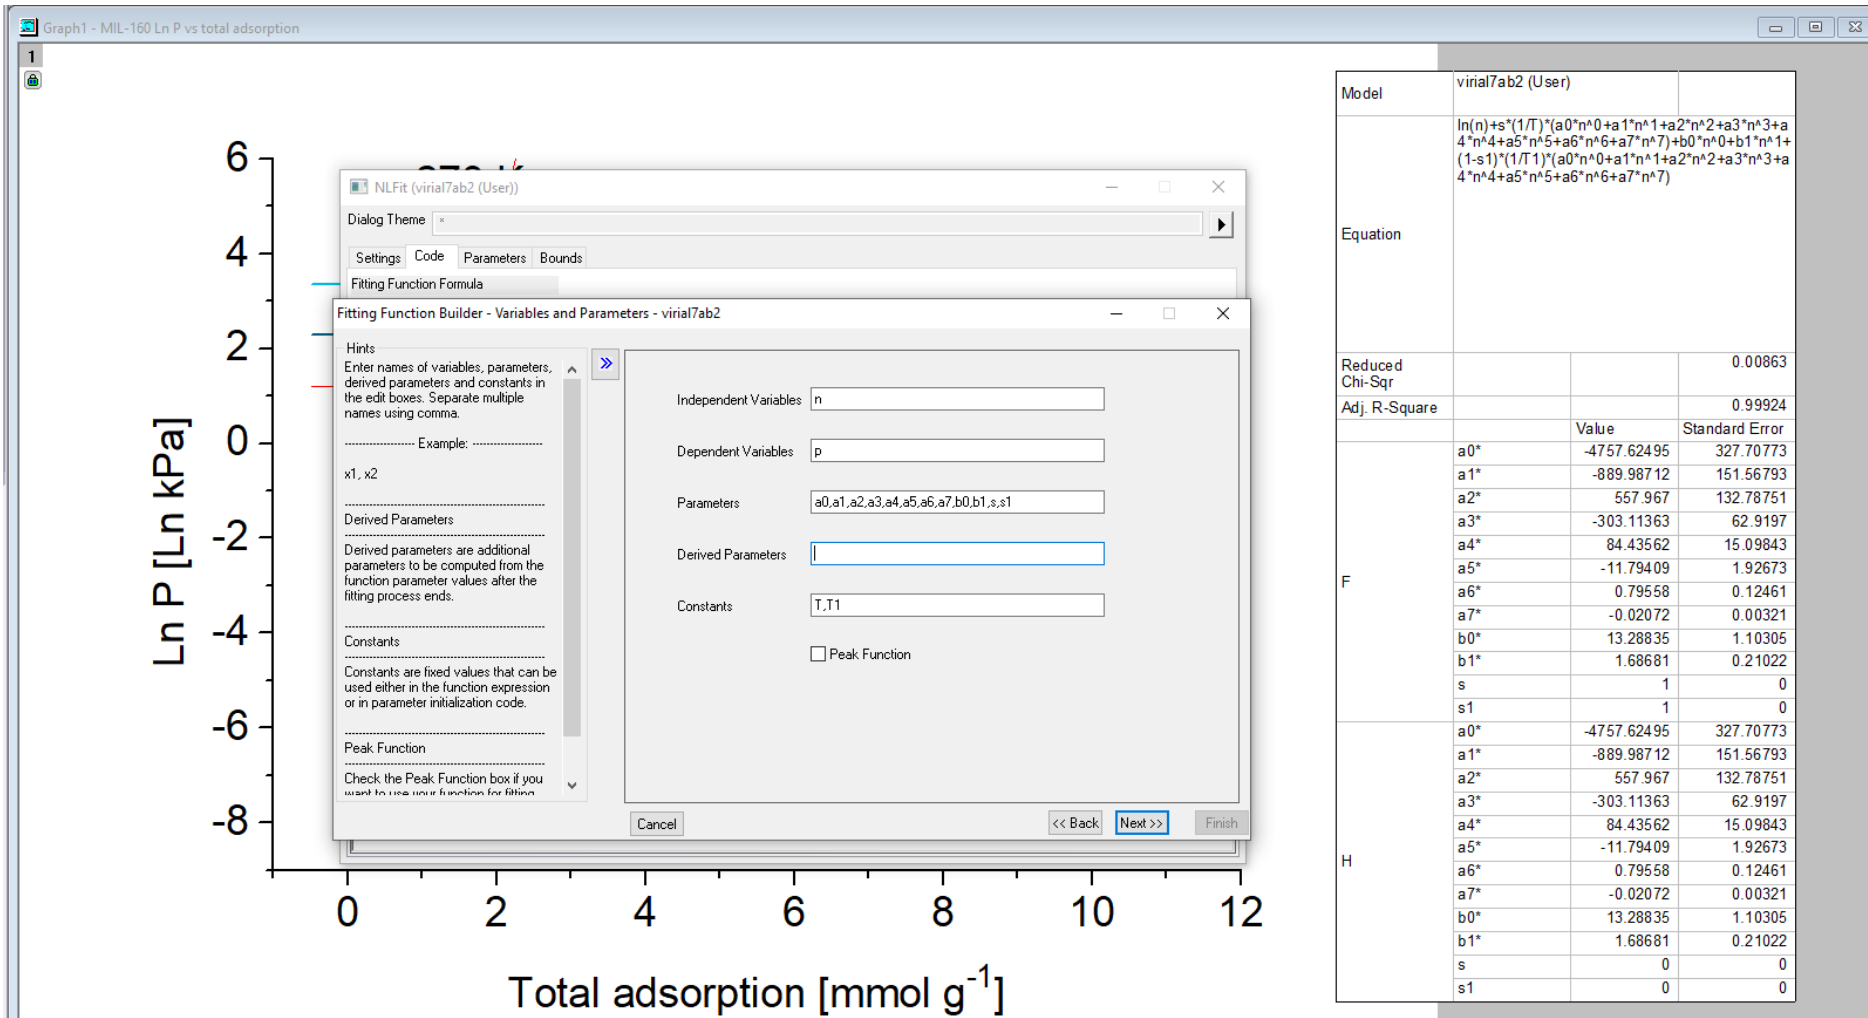 Graph1 - MIL-160 Ln P vs total adsorption
1
6
4
2
0
-2
-4
-6
-8
Ln P [Ln kPa]
0 2 4 6 8 10 12
Total adsorption [mmol g-1]
NLFit (virial7ab2 (User))
Dialog Theme *
Settings Code Parameters Bounds
Fitting Function Formula
Fitting Function Builder - Variables and Parameters - virial7ab2
Hints
Enter names of variables, parameters,
derived parameters and constants in
the edit boxes. Separate multiple
names using comma.
------------------ Example: ------------------
x1, x2
Derived Parameters
Derived parameters are additional
parameters to be computed from the
function parameter values after the
fitting process ends.
Constants
Constants are fixed values that can be
used either in the function expression
or in parameter initialization code.
Peak Function
Check the Peak Function box if you
want to use your function for fitting
Independent Variables n
Dependent Variables p
Parameters a0,a1,a2,a3,a4,a5,a6,a7,b0,b1,s,s1
Derived Parameters
Constants T,T1
Peak Function
Cancel << Back Next >> Finish
Model virial7ab2 (User)
Equation
ln(n)+s*(1/T)*(a0*n^0+a1*n^1+a2*n^2+a3*n^3+a
4*n^4+a5*n^5+a6*n^6+a7*n^7)+b0*n^0+b1*n^1+
(1-s1)*(1/T1)*(a0*n^0+a1*n^1+a2*n^2+a3*n^3+a
4*n^4+a5*n^5+a6*n^6+a7*n^7)
Reduced 0.00863
Chi-Sqr
Adj. R-Square 0.99924
Value Standard Error
F
a0* -4757.62495 327.70773
a1* -889.98712 151.56793
a2* 557.967 132.78751
a3* -303.11363 62.9197
a4* 84.43562 15.09843
a5* -11.79409 1.92673
a6* 0.79558 0.12461
a7* -0.02072 0.00321
b0* 13.28835 1.10305
b1* 1.68681 0.21022
s 1 0
s1 1 0
H
a0* -4757.62495 327.70773
a1* -889.98712 151.56793
a2* 557.967 132.78751
a3* -303.11363 62.9197
a4* 84.43562 15.09843
a5* -11.79409 1.92673
a6* 0.79558 0.12461
a7* -0.02072 0.00321
b0* 13.28835 1.10305
b1* 1.68681 0.21022
s 0 0
s1 0 0